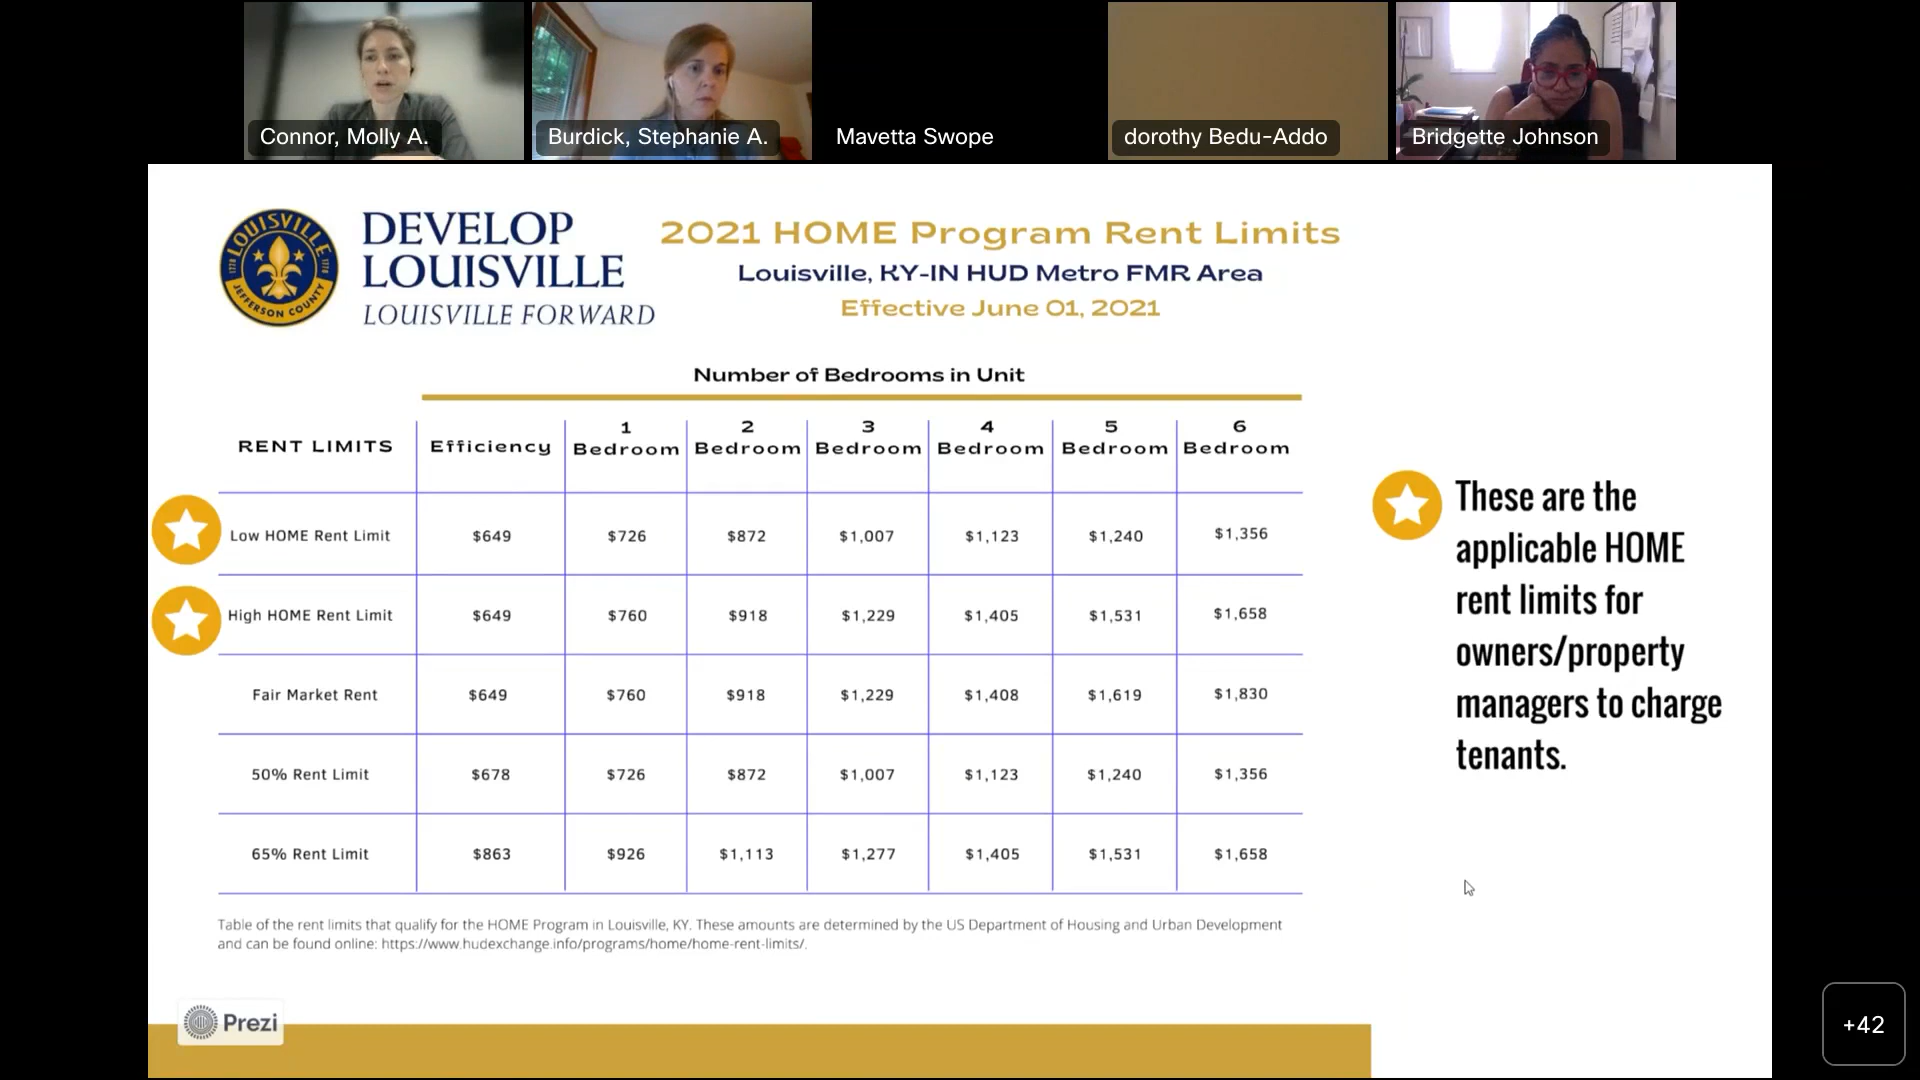 Connor, Molly A.
Burdick, Stephanie A.
Mavetta Swope
dorothy Bedu-Addo
Bridgette Johnson
LOUISVILLE
1778
JEFFERSON COUNTY
DEVELOP
LOUISVILLE
LOUISVILLE FORWARD
2021 HOME Program Rent Limits
Louisville, KY-IN HUD Metro FMR Area
Effective June 01, 2021
Number of Bedrooms in Unit
RENT LIMITS Efficiency 1 Bedroom 2 Bedroom 3 Bedroom 4 Bedroom 5 Bedroom 6 Bedroom
Low HOME Rent Limit $649 $726 $872 $1,007 $1,123 $1,240 $1,356
High HOME Rent Limit $649 $760 $918 $1,229 $1,405 $1,531 $1,658
Fair Market Rent $649 $760 $918 $1,229 $1,408 $1,619 $1,830
50% Rent Limit $678 $726 $872 $1,007 $1,123 $1,240 $1,356
65% Rent Limit $863 $926 $1,113 $1,277 $1,405 $1,531 $1,658
Table of the rent limits that qualify for the HOME Program in Louisville, KY. These amounts are determined by the US Department of Housing and Urban Development
and can be found online: https://www.hudexchange.info/programs/home/home-rent-limits/.
These are the
applicable HOME
rent limits for
owners/property
managers to charge
tenants.
Prezi
+42